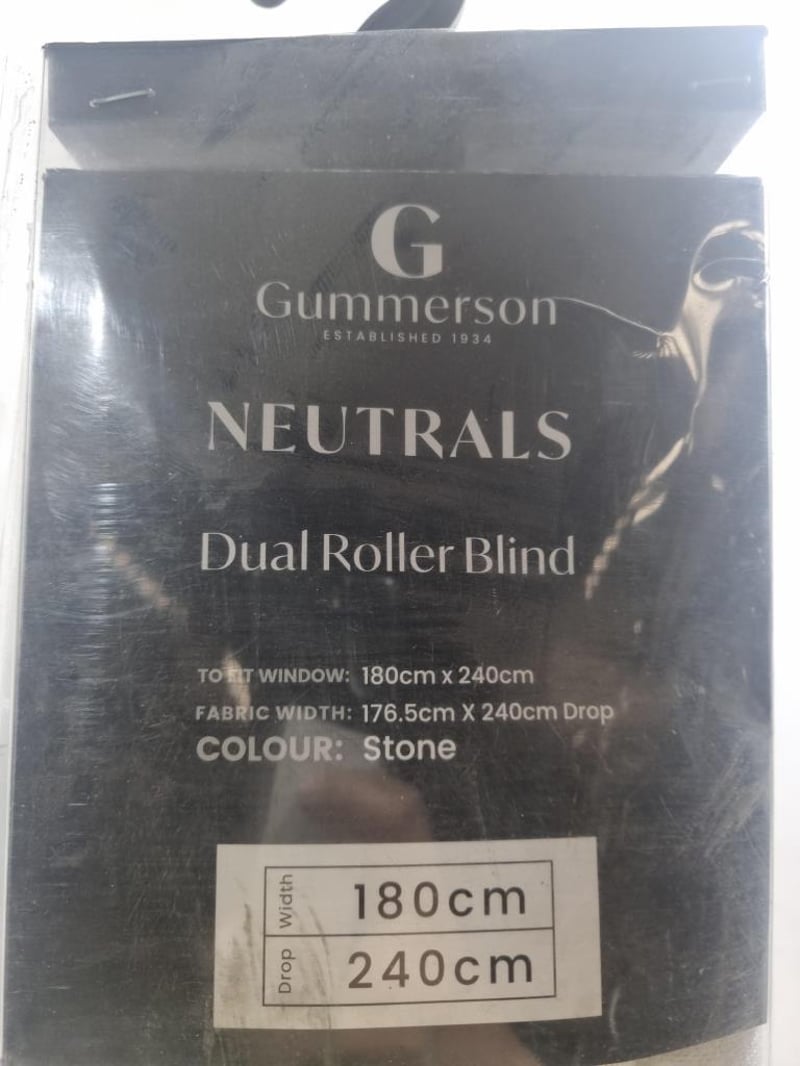 G
Gummerson
ESTABLISHED 1934
NEUTRALS
Dual Roller Blind
TO FIT WINDOW: 180cm x 240cm
FABRIC WIDTH: 176.5cm X 240cm Drop
COLOUR: Stone
Width 180cm
Drop 240cm